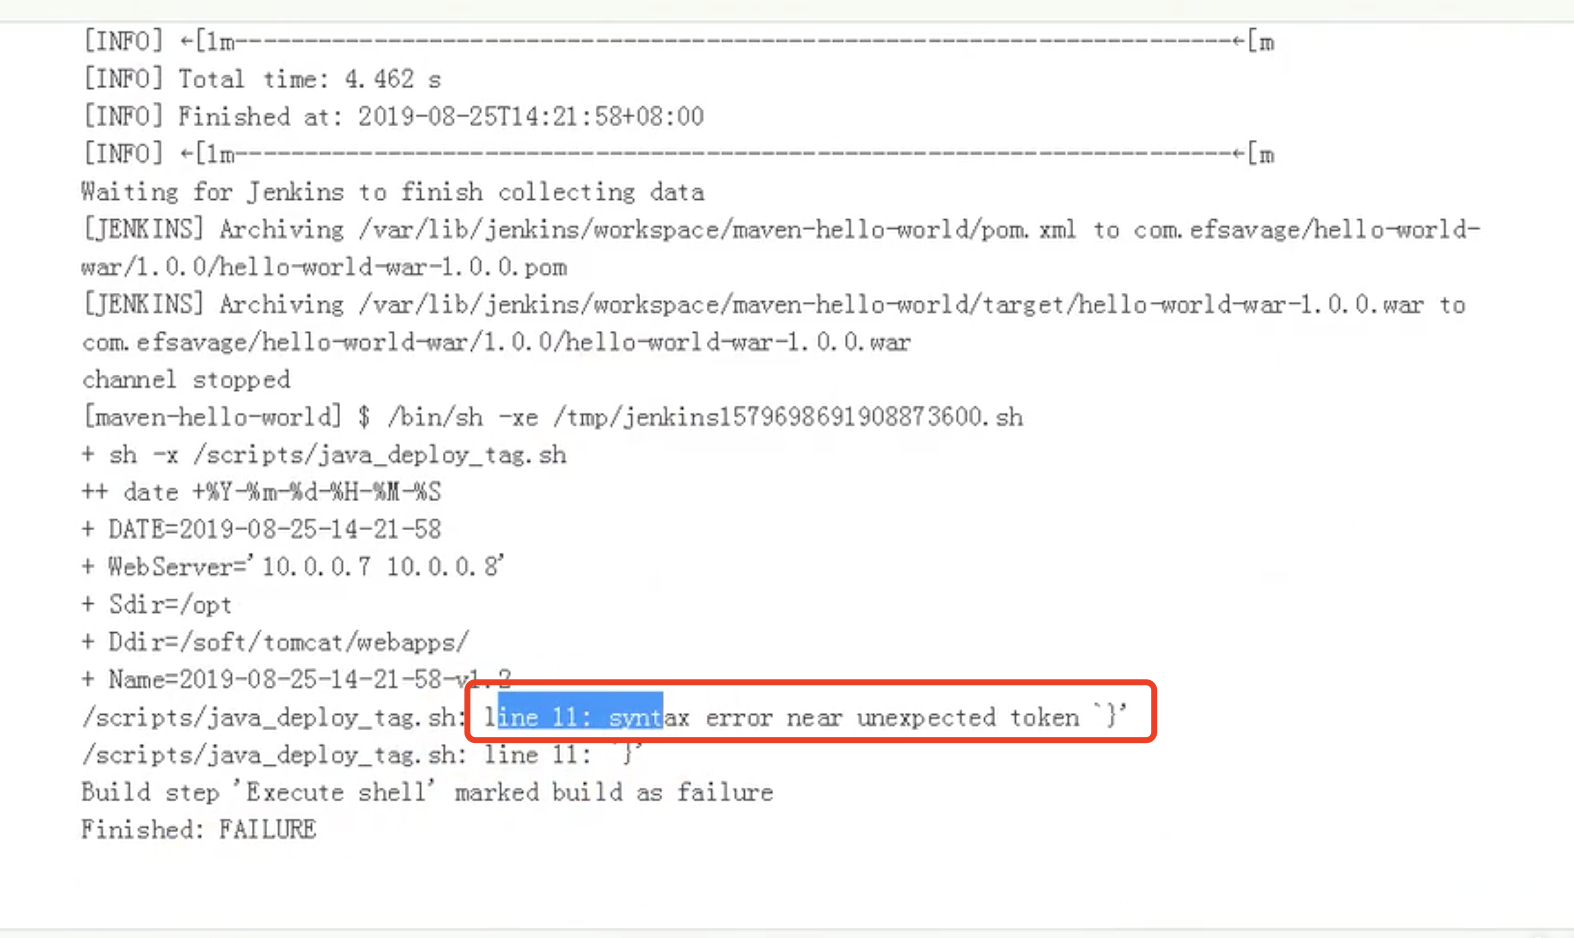 [INFO] ←[1m------------------------------------------------------------------------←[m
[INFO] Total time: 4.462 s
[INFO] Finished at: 2019-08-25T14:21:58+08:00
[INFO] ←[1m------------------------------------------------------------------------←[m
Waiting for Jenkins to finish collecting data
[JENKINS] Archiving /var/lib/jenkins/workspace/maven-hello-world/pom.xml to com.efsavage/hello-world-
war/1.0.0/hello-world-war-1.0.0.pom
[JENKINS] Archiving /var/lib/jenkins/workspace/maven-hello-world/target/hello-world-war-1.0.0.war to
com.efsavage/hello-world-war/1.0.0/hello-world-war-1.0.0.war
channel stopped
[maven-hello-world] $ /bin/sh -xe /tmp/jenkins1579698691908873600.sh
+ sh -x /scripts/java_deploy_tag.sh
++ date +%Y-%m-%d-%H-%M-%S
+ DATE=2019-08-25-14-21-58
+ WebServer='10.0.0.7 10.0.0.8'
+ Sdir=/opt
+ Ddir=/soft/tomcat/webapps/
+ Name=2019-08-25-14-21-58-v1.2
/scripts/java_deploy_tag.sh: line 11: syntax error near unexpected token `}'
/scripts/java_deploy_tag.sh: line 11: `}'
Build step 'Execute shell' marked build as failure
Finished: FAILURE